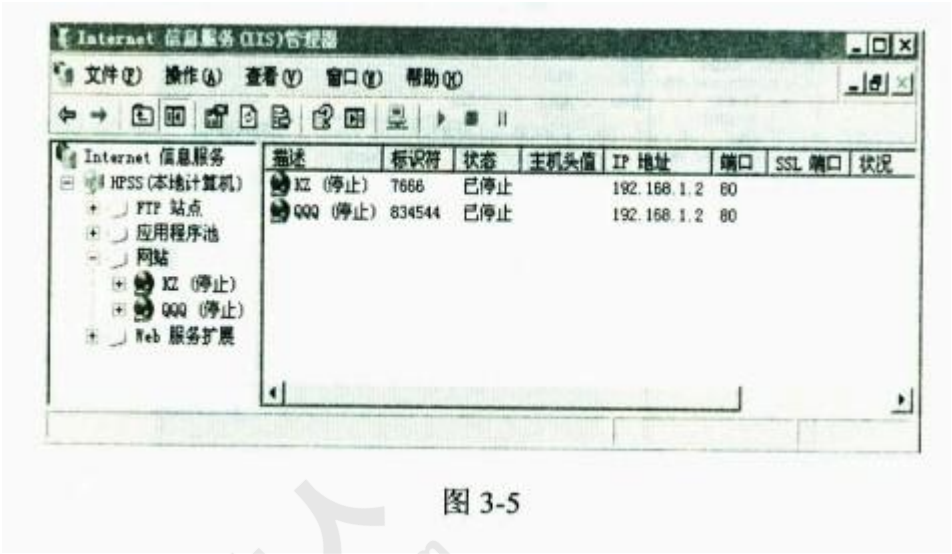 Internet 信息服务(IIS)管理器
文件(F) 操作(A) 查看(V) 窗口(W) 帮助(H)
Internet 信息服务
HPSS(本地计算机)
FTP 站点
应用程序池
网站
KZ (停止)
QQQ (停止)
Web 服务扩展
描述 标识符 状态 主机头值 IP 地址 端口 SSL 端口 状况
KZ (停止) 7666 已停止 192.168.1.2 80
QQQ (停止) 834544 已停止 192.168.1.2 80
图 3-5